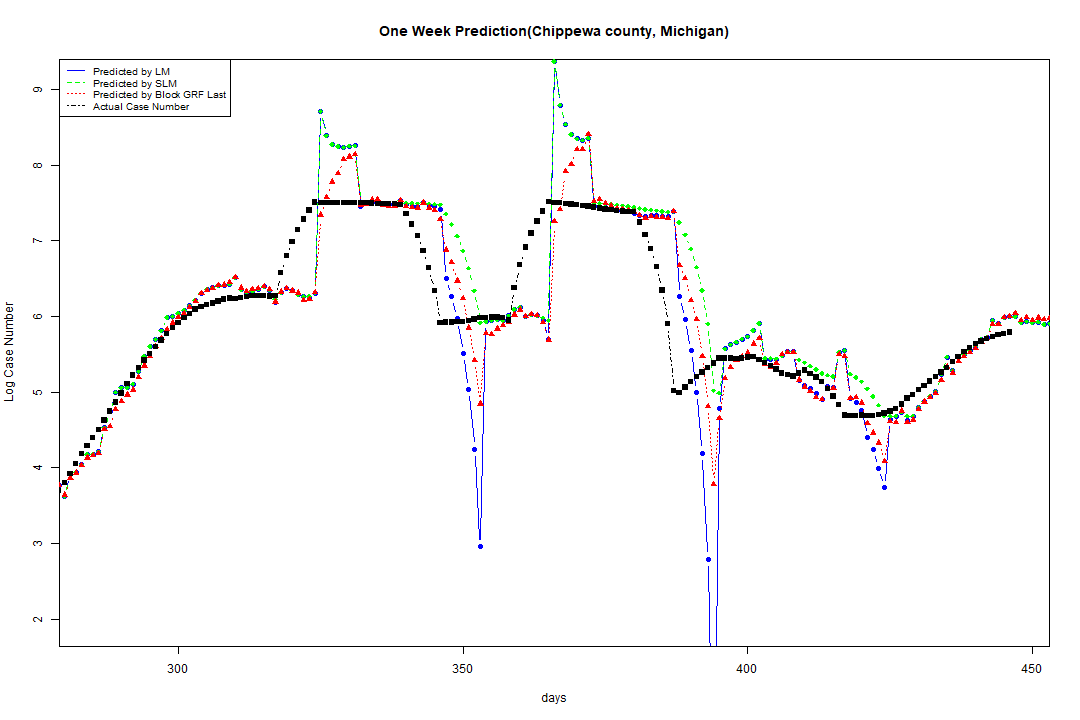 One Week Prediction(Chippewa county, Michigan)
Predicted by LM
Predicted by SLM
Predicted by Block GRF Last
Actual Case Number
9
8
7
6
5
4
3
2
Log Case Number
300
350
400
450
days